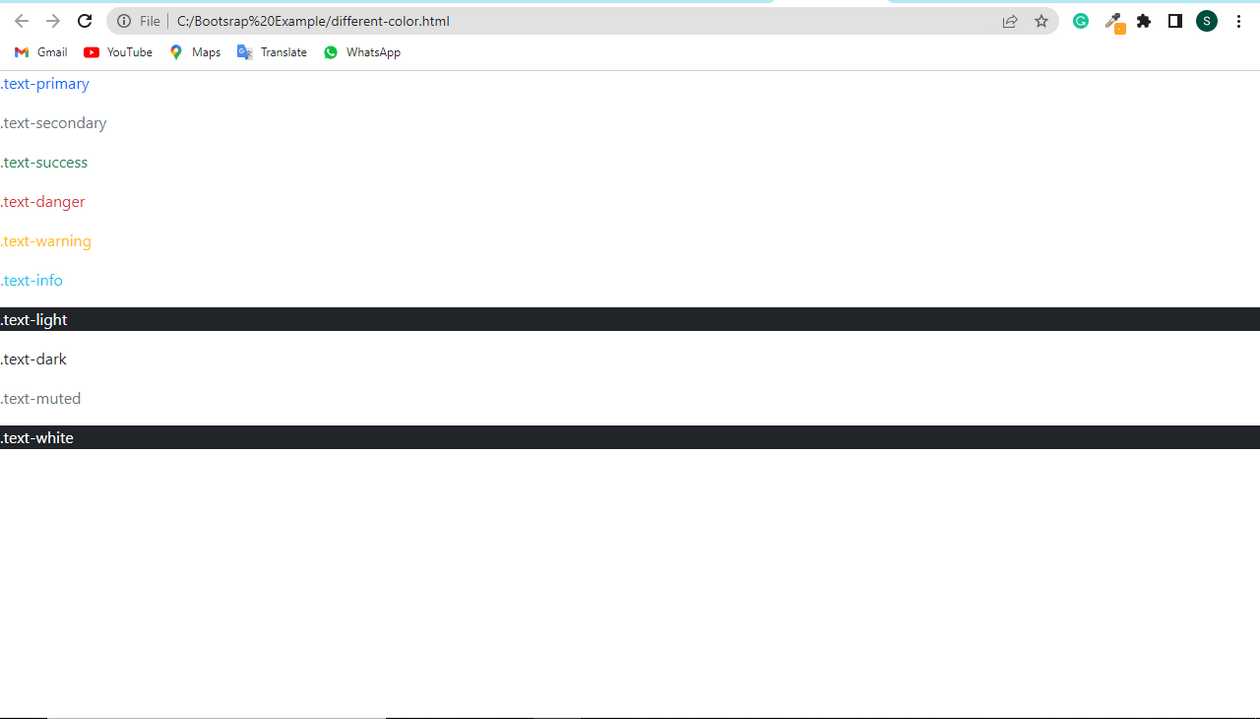 File C:/Bootsrap%20Example/different-color.html S
Gmail YouTube Maps Translate WhatsApp
.text-primary
.text-secondary
.text-success
.text-danger
.text-warning
.text-info
.text-light
.text-dark
.text-muted
.text-white